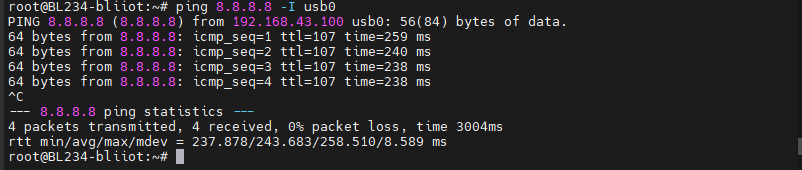 root@BL234-bliiot:~# ping 8.8.8.8 -I usb0
PING 8.8.8.8 (8.8.8.8) from 192.168.43.100 usb0: 56(84) bytes of data.
64 bytes from 8.8.8.8: icmp_seq=1 ttl=107 time=259 ms
64 bytes from 8.8.8.8: icmp_seq=2 ttl=107 time=240 ms
64 bytes from 8.8.8.8: icmp_seq=3 ttl=107 time=238 ms
64 bytes from 8.8.8.8: icmp_seq=4 ttl=107 time=238 ms
^C
--- 8.8.8.8 ping statistics ---
4 packets transmitted, 4 received, 0% packet loss, time 3004ms
rtt min/avg/max/mdev = 237.878/243.683/258.510/8.589 ms
root@BL234-bliiot:~#